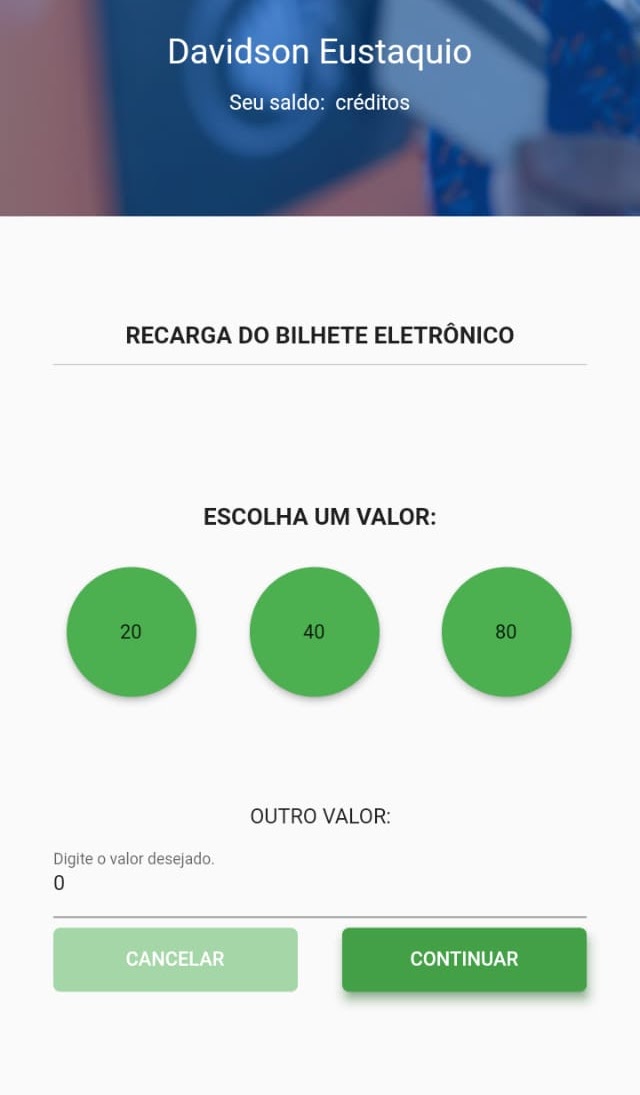 Davidson Eustaquio
Seu saldo: créditos
RECARGA DO BILHETE ELETRÔNICO
ESCOLHA UM VALOR:
20 40 80
OUTRO VALOR:
Digite o valor desejado.
0
CANCELAR CONTINUAR